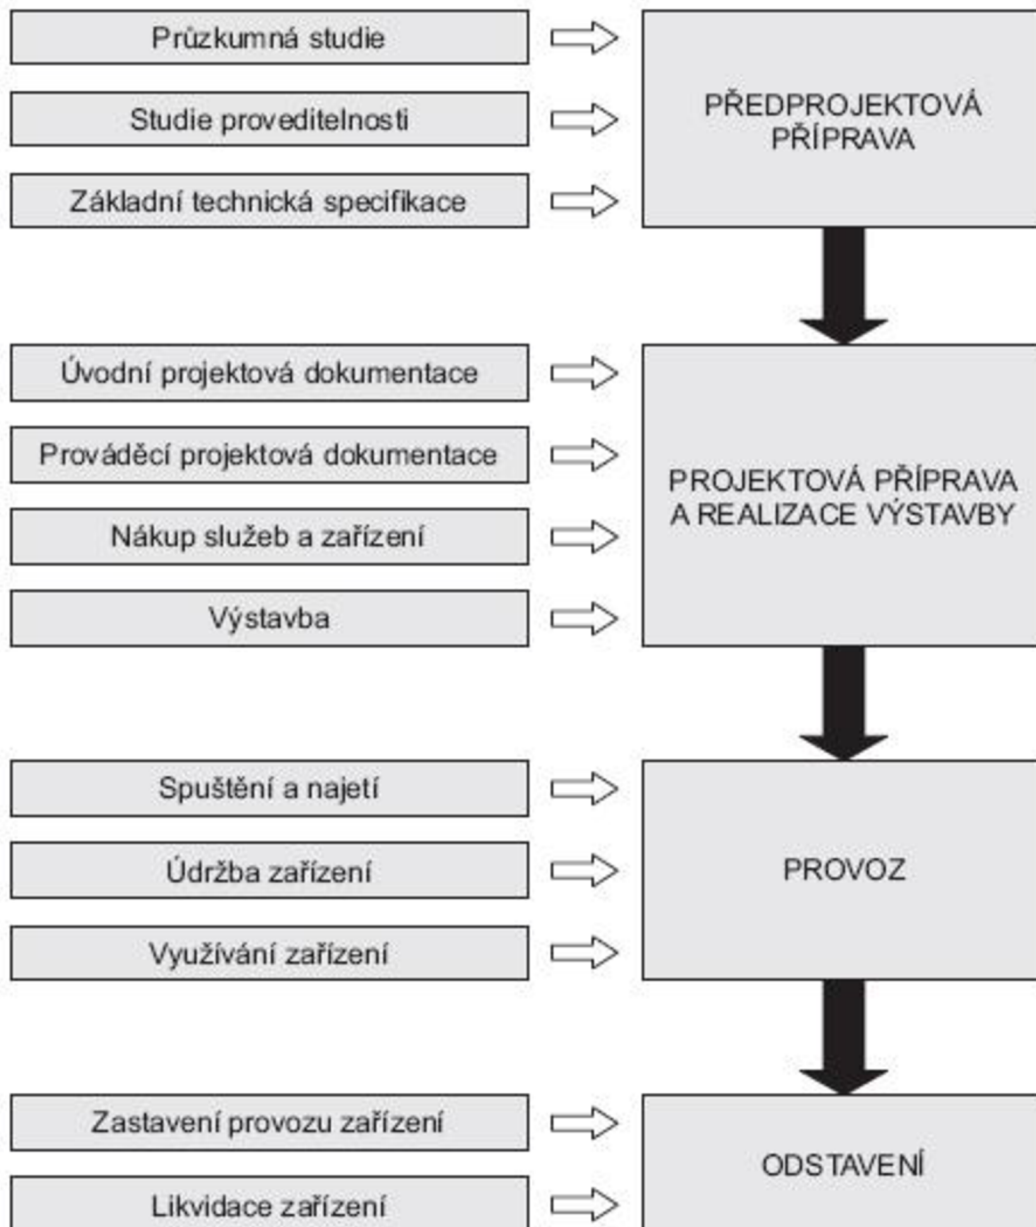 Průzkumná studie
Studie proveditelnosti
Základní technická specifikace
PŘEDPROJEKTOVÁ
PŘÍPRAVA
Úvodní projektová dokumentace
Prováděcí projektová dokumentace
Nákup služeb a zařízení
Výstavba
PROJEKTOVÁ PŘÍPRAVA
A REALIZACE VÝSTAVBY
Spuštění a najetí
Údržba zařízení
Využívání zařízení
PROVOZ
Zastavení provozu zařízení
Likvidace zařízení
ODSTAVENÍ